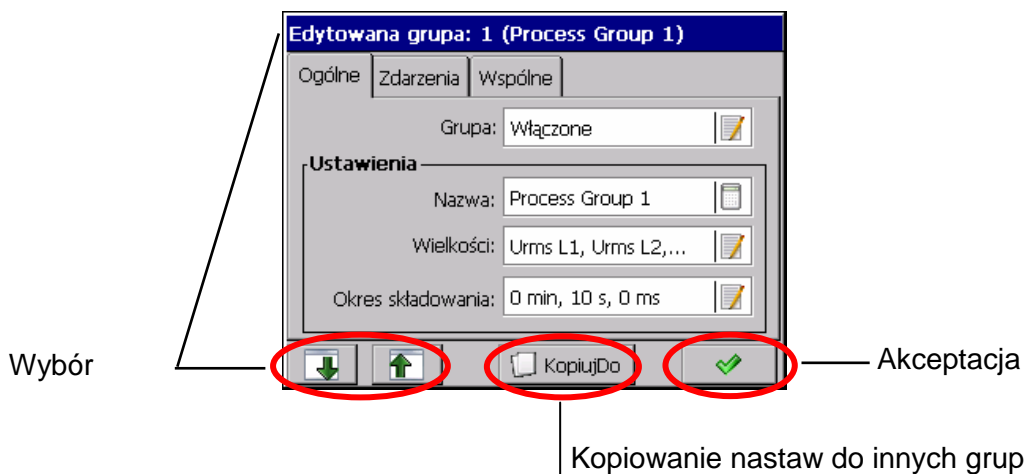 Edytowana grupa: 1 (Process Group 1)
Ogólne Zdarzenia Wspólne
Grupa: Włączone
Ustawienia
Nazwa: Process Group 1
Wielkości: Urms L1, Urms L2,...
Okres składowania: 0 min, 10 s, 0 ms
Wybór KopiujDo Akceptacja
Kopiowanie nastaw do innych grup